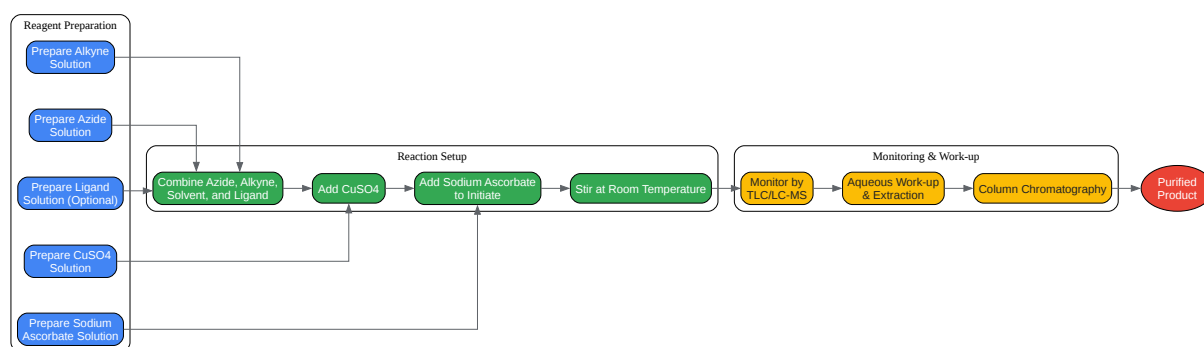 Reagent Preparation
Prepare Alkyne
Solution
Prepare Azide
Solution
Prepare Ligand
Solution (Optional)
Prepare CuSO4
Solution
Prepare Sodium
Ascorbate Solution
Reaction Setup
Combine Azide, Alkyne,
Solvent, and Ligand
Add CuSO4
Add Sodium Ascorbate
to Initiate
Stir at Room Temperature
Monitoring & Work-up
Monitor by
TLC/LC-MS
Aqueous Work-up
& Extraction
Column Chromatography
Purified
Product